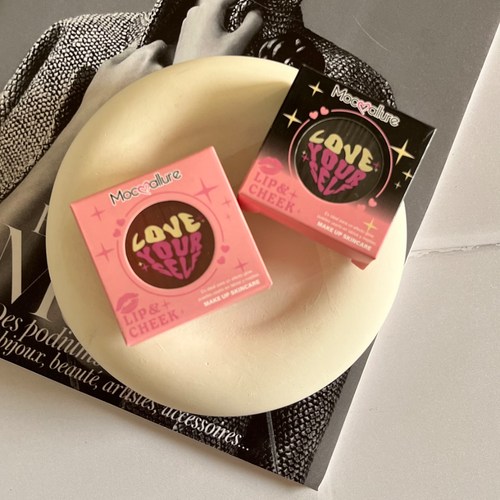 Mocallure
LOVE
YOUR
SELF
LIP&
CHEEK
MAKE UP SKINCARE
Mocallure
LOVE
YOUR
SELF
LIP&
CHEEK
MAKE UP SKINCARE
Des podium
bijoux, beauté, artistes, accessoires...